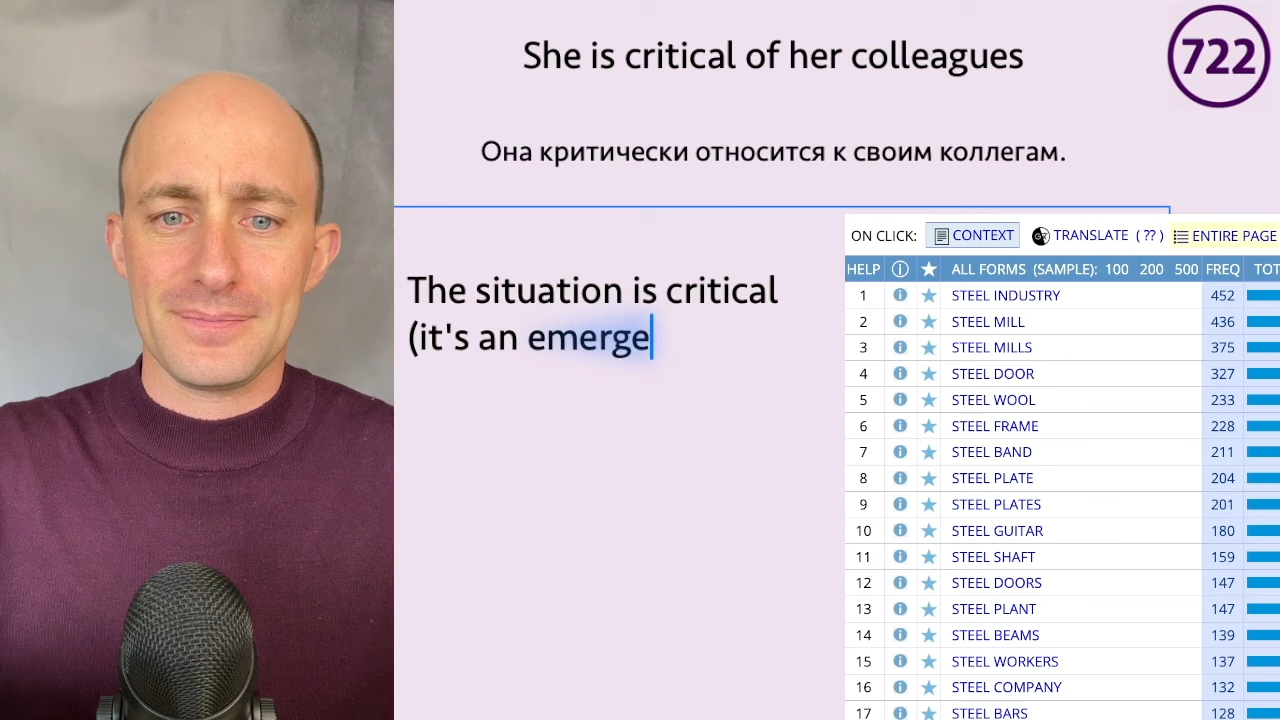 She is critical of her colleagues
722
Она критически относится к своим коллегам.
The situation is critical
(it's an emerge
ON CLICK: CONTEXT TRANSLATE (??) ENTIRE PAGE
HELP ALL FORMS (SAMPLE): 100 200 500 FREQ TOT
1 STEEL INDUSTRY 452
2 STEEL MILL 436
3 STEEL MILLS 375
4 STEEL DOOR 327
5 STEEL WOOL 233
6 STEEL FRAME 228
7 STEEL BAND 211
8 STEEL PLATE 204
9 STEEL PLATES 201
10 STEEL GUITAR 180
11 STEEL SHAFT 159
12 STEEL DOORS 147
13 STEEL PLANT 147
14 STEEL BEAMS 139
15 STEEL WORKERS 137
16 STEEL COMPANY 132
17 STEEL BARS 128